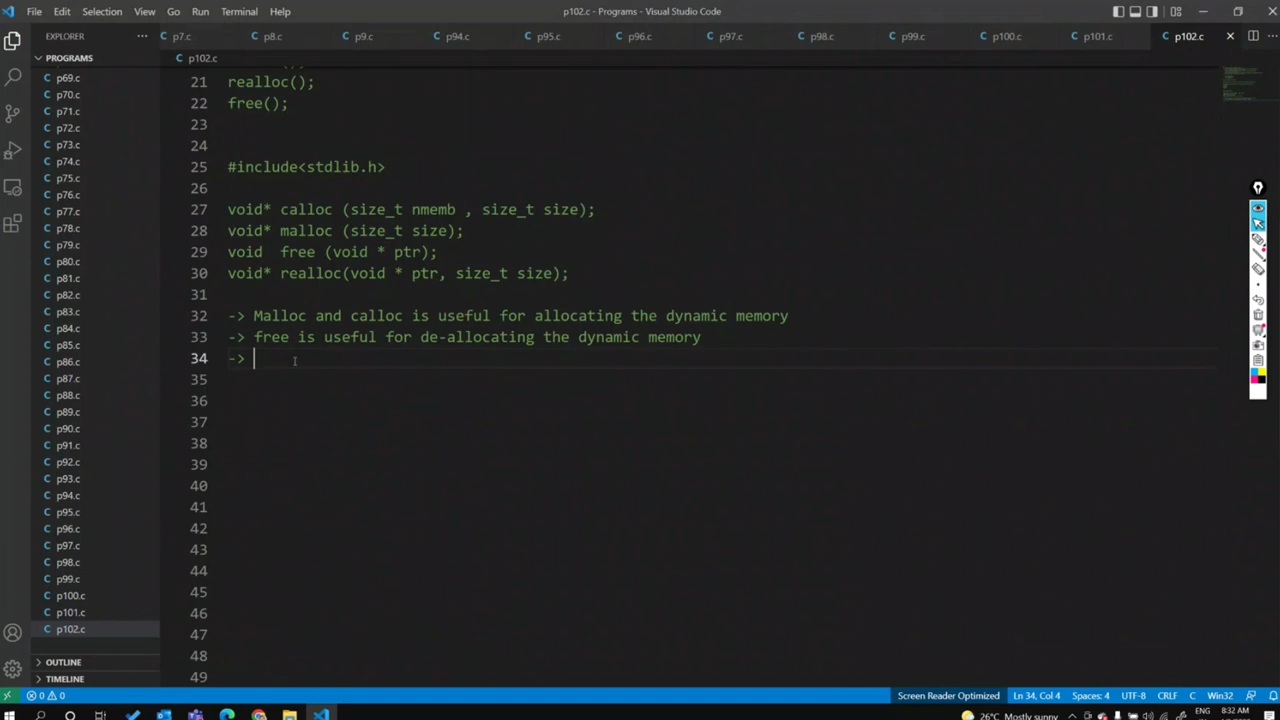 File Edit Selection View Go Run Terminal Help
p102.c - Programs - Visual Studio Code
EXPLORER
p7.c p8.c p9.c p94.c p95.c p96.c p97.c p98.c p99.c p100.c p101.c p102.c
PROGRAMS
p102.c
p69.c
p70.c
p71.c
p72.c
p73.c
p74.c
p75.c
p76.c
p77.c
p78.c
p79.c
p80.c
p81.c
p82.c
p83.c
p84.c
p85.c
p86.c
p87.c
p88.c
p89.c
p90.c
p91.c
p92.c
p93.c
p94.c
p95.c
p96.c
p97.c
p98.c
p99.c
p100.c
p101.c
p102.c
OUTLINE
TIMELINE
21 realloc();
22 free();
23
24
25 #include<stdlib.h>
26
27 void* calloc (size_t nmemb , size_t size);
28 void* malloc (size_t size);
29 void  free (void * ptr);
30 void* realloc(void * ptr, size_t size);
31
32 -> Malloc and calloc is useful for allocating the dynamic memory
33 -> free is useful for de-allocating the dynamic memory
34 ->
35
36
37
38
39
40
41
42
43
44
45
46
47
48
49
0 0 Screen Reader Optimized Ln 34, Col 4 Spaces: 4 UTF-8 CRLF C Win32
26°C Mostly sunny ENG 8:32 AM